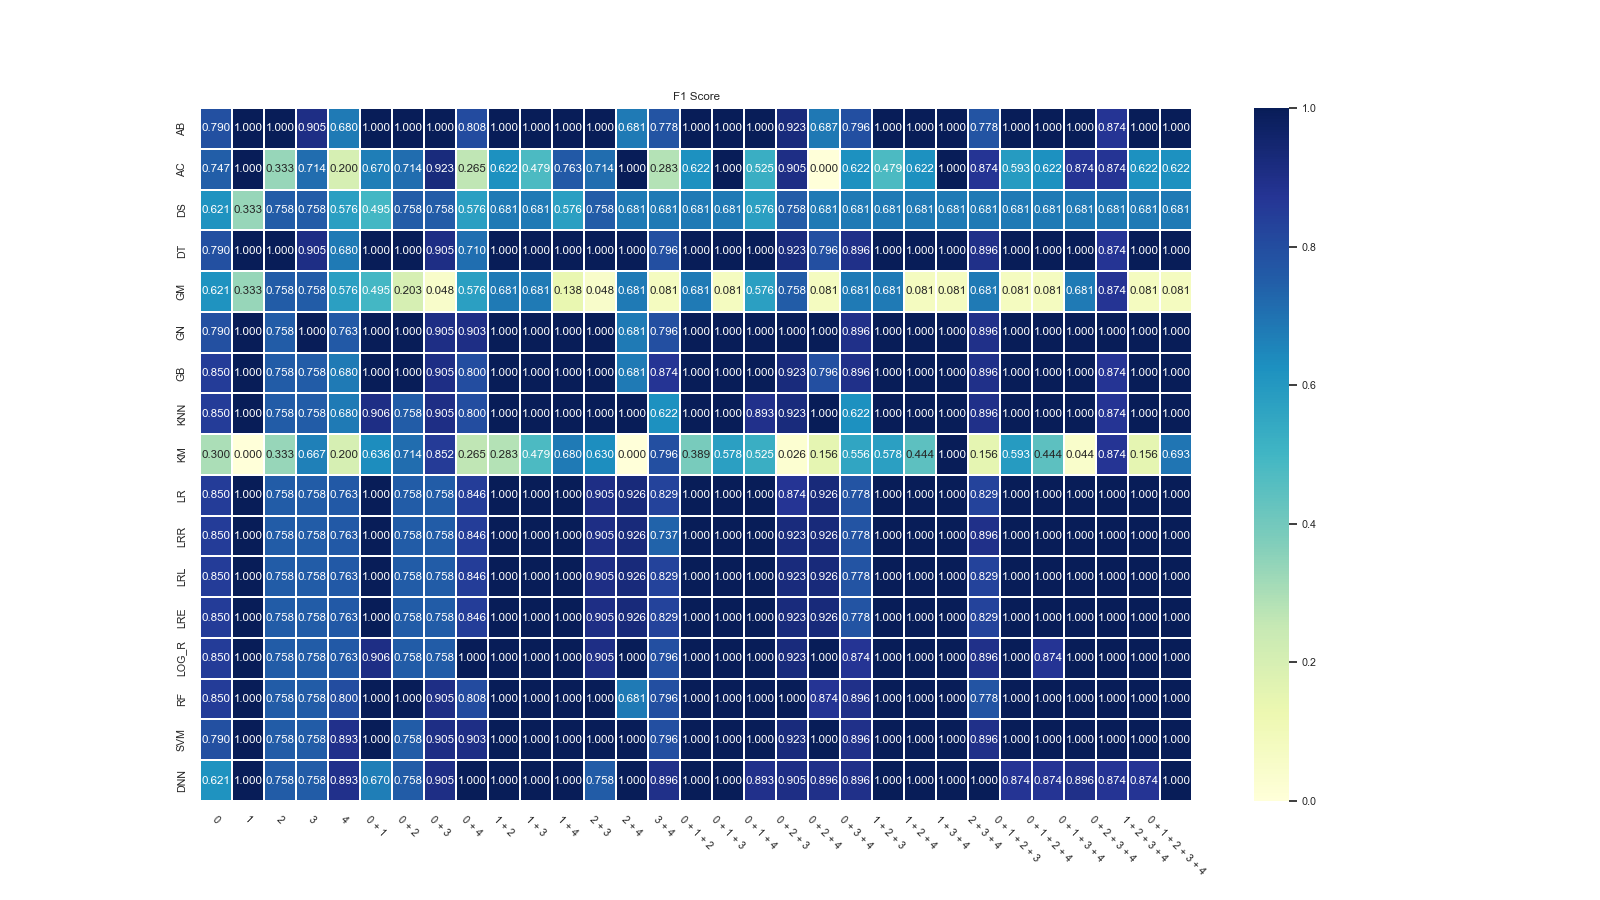 F1 Score
AB 0.790 1.000 1.000 0.905 0.680 1.000 1.000 1.000 0.808 1.000 1.000 1.000 1.000 0.681 0.778 1.000 1.000 1.000 0.923 0.687 0.796 1.000 1.000 1.000 0.778 1.000 1.000 1.000 0.874 1.000 1.000
AC 0.747 1.000 0.333 0.714 0.200 0.670 0.714 0.923 0.265 0.622 0.479 0.763 0.714 1.000 0.283 0.622 1.000 0.525 0.905 0.000 0.622 0.479 0.622 1.000 0.874 0.593 0.622 0.874 0.874 0.622 0.622
DS 0.621 0.333 0.758 0.758 0.576 0.495 0.758 0.758 0.576 0.681 0.681 0.576 0.758 0.681 0.681 0.681 0.681 0.576 0.758 0.681 0.681 0.681 0.681 0.681 0.681 0.681 0.681 0.681 0.681 0.681 0.681
DT 0.790 1.000 1.000 0.905 0.680 1.000 1.000 0.905 0.710 1.000 1.000 1.000 1.000 1.000 0.796 1.000 1.000 1.000 0.923 0.796 0.896 1.000 1.000 1.000 0.896 1.000 1.000 1.000 0.874 1.000 1.000
GM 0.621 0.333 0.758 0.758 0.576 0.495 0.203 0.048 0.576 0.681 0.681 0.138 0.048 0.681 0.081 0.681 0.081 0.576 0.758 0.081 0.681 0.681 0.081 0.081 0.681 0.081 0.081 0.681 0.874 0.081 0.081
GN 0.790 1.000 0.758 1.000 0.763 1.000 1.000 0.905 0.903 1.000 1.000 1.000 1.000 0.681 0.796 1.000 1.000 1.000 1.000 1.000 0.896 1.000 1.000 1.000 0.896 1.000 1.000 1.000 1.000 1.000 1.000
GB 0.850 1.000 0.758 0.758 0.680 1.000 1.000 0.905 0.800 1.000 1.000 1.000 1.000 0.681 0.874 1.000 1.000 1.000 0.923 0.796 0.896 1.000 1.000 1.000 0.896 1.000 1.000 1.000 0.874 1.000 1.000
KNN 0.850 1.000 0.758 0.758 0.680 0.906 0.758 0.905 0.800 1.000 1.000 1.000 1.000 1.000 0.622 1.000 1.000 0.893 0.923 1.000 0.622 1.000 1.000 1.000 0.896 1.000 1.000 1.000 0.874 1.000 1.000
KM 0.300 0.000 0.333 0.667 0.200 0.636 0.714 0.852 0.265 0.283 0.479 0.680 0.630 0.000 0.796 0.389 0.578 0.525 0.026 0.156 0.556 0.578 0.444 1.000 0.156 0.593 0.444 0.044 0.874 0.156 0.693
LR 0.850 1.000 0.758 0.758 0.763 1.000 0.758 0.758 0.846 1.000 1.000 1.000 0.905 0.926 0.829 1.000 1.000 1.000 0.874 0.926 0.778 1.000 1.000 1.000 0.829 1.000 1.000 1.000 1.000 1.000 1.000
LRR 0.850 1.000 0.758 0.758 0.763 1.000 0.758 0.758 0.846 1.000 1.000 1.000 0.905 0.926 0.737 1.000 1.000 1.000 0.923 0.926 0.778 1.000 1.000 1.000 0.896 1.000 1.000 1.000 1.000 1.000 1.000
LRL 0.850 1.000 0.758 0.758 0.763 1.000 0.758 0.758 0.846 1.000 1.000 1.000 0.905 0.926 0.829 1.000 1.000 1.000 0.923 0.926 0.778 1.000 1.000 1.000 0.829 1.000 1.000 1.000 1.000 1.000 1.000
LRE 0.850 1.000 0.758 0.758 0.763 1.000 0.758 0.758 0.846 1.000 1.000 1.000 0.905 0.926 0.829 1.000 1.000 1.000 0.923 0.926 0.778 1.000 1.000 1.000 0.829 1.000 1.000 1.000 1.000 1.000 1.000
LOG_R 0.850 1.000 0.758 0.758 0.763 0.906 0.758 0.758 1.000 1.000 1.000 1.000 0.905 1.000 0.796 1.000 1.000 1.000 0.923 1.000 0.874 1.000 1.000 1.000 0.896 1.000 0.874 1.000 1.000 1.000 1.000
RF 0.850 1.000 0.758 0.758 0.800 1.000 1.000 0.905 0.808 1.000 1.000 1.000 1.000 0.681 0.796 1.000 1.000 1.000 1.000 0.874 0.896 1.000 1.000 1.000 0.778 1.000 1.000 1.000 1.000 1.000 1.000
SVM 0.790 1.000 0.758 0.758 0.893 1.000 0.758 0.905 0.903 1.000 1.000 1.000 1.000 1.000 0.796 1.000 1.000 1.000 0.923 1.000 0.896 1.000 1.000 1.000 0.896 1.000 1.000 1.000 1.000 1.000 1.000
DNN 0.621 1.000 0.758 0.758 0.893 0.670 0.758 0.905 1.000 1.000 1.000 1.000 0.758 1.000 0.896 1.000 1.000 0.893 0.905 0.896 0.896 1.000 1.000 1.000 1.000 0.874 0.874 0.896 0.874 0.874 1.000
0 1 2 3 4 0 + 1 0 + 2 0 + 3 0 + 4 1 + 2 1 + 3 1 + 4 2 + 3 2 + 4 3 + 4 0 + 1 + 2 0 + 1 + 3 0 + 1 + 4 0 + 2 + 3 0 + 2 + 4 0 + 3 + 4 1 + 2 + 3 1 + 2 + 4 1 + 3 + 4 2 + 3 + 4 0 + 1 + 2 + 3 0 + 1 + 2 + 4 0 + 1 + 3 + 4 0 + 2 + 3 + 4 1 + 2 + 3 + 4 0 + 1 + 2 + 3 + 4
1.0
0.8
0.6
0.4
0.2
0.0